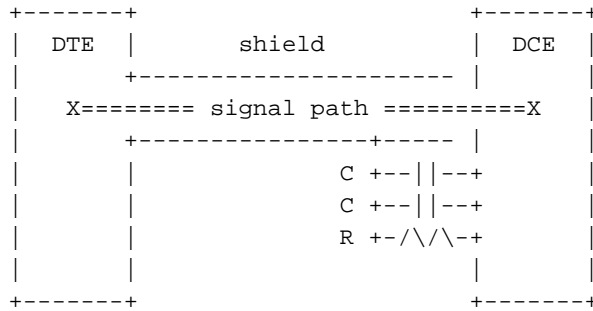 +-------+ +-------+
| DTE | shield | DCE |
| +---------------------- | |
| X======== signal path ==========X |
| +----------------+----- | |
| | C +--||--+ |
| | C +--||--+ |
| | R +-/\/\-+ |
| | | |
+-------+ +-------+